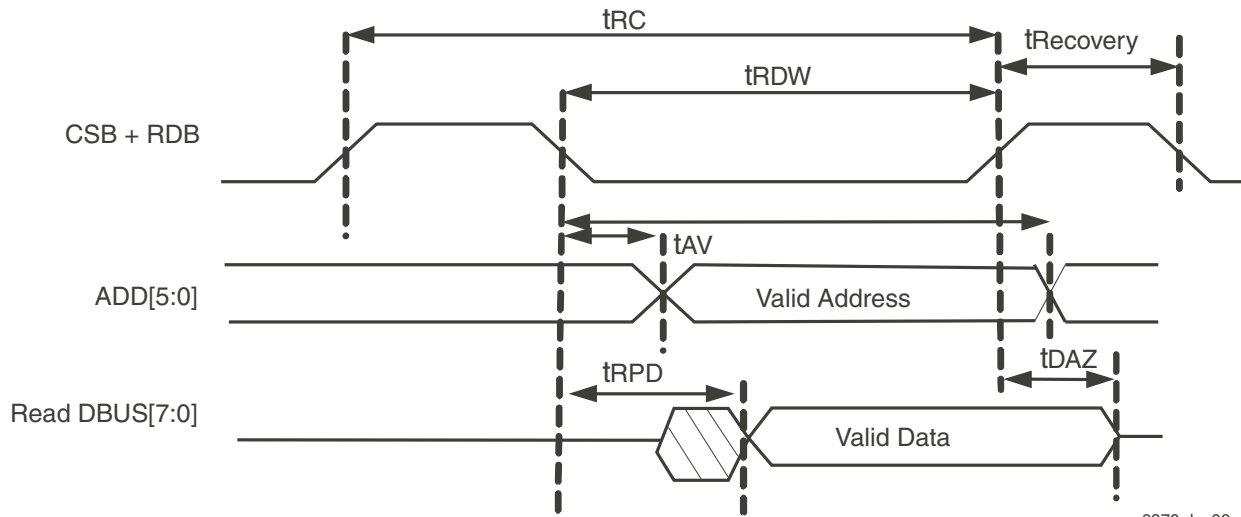 tRC
tRecovery
tRDW
CSB + RDB
tAV
ADD[5:0]
Valid Address
tRPD
tDAZ
Read DBUS[7:0]
Valid Data